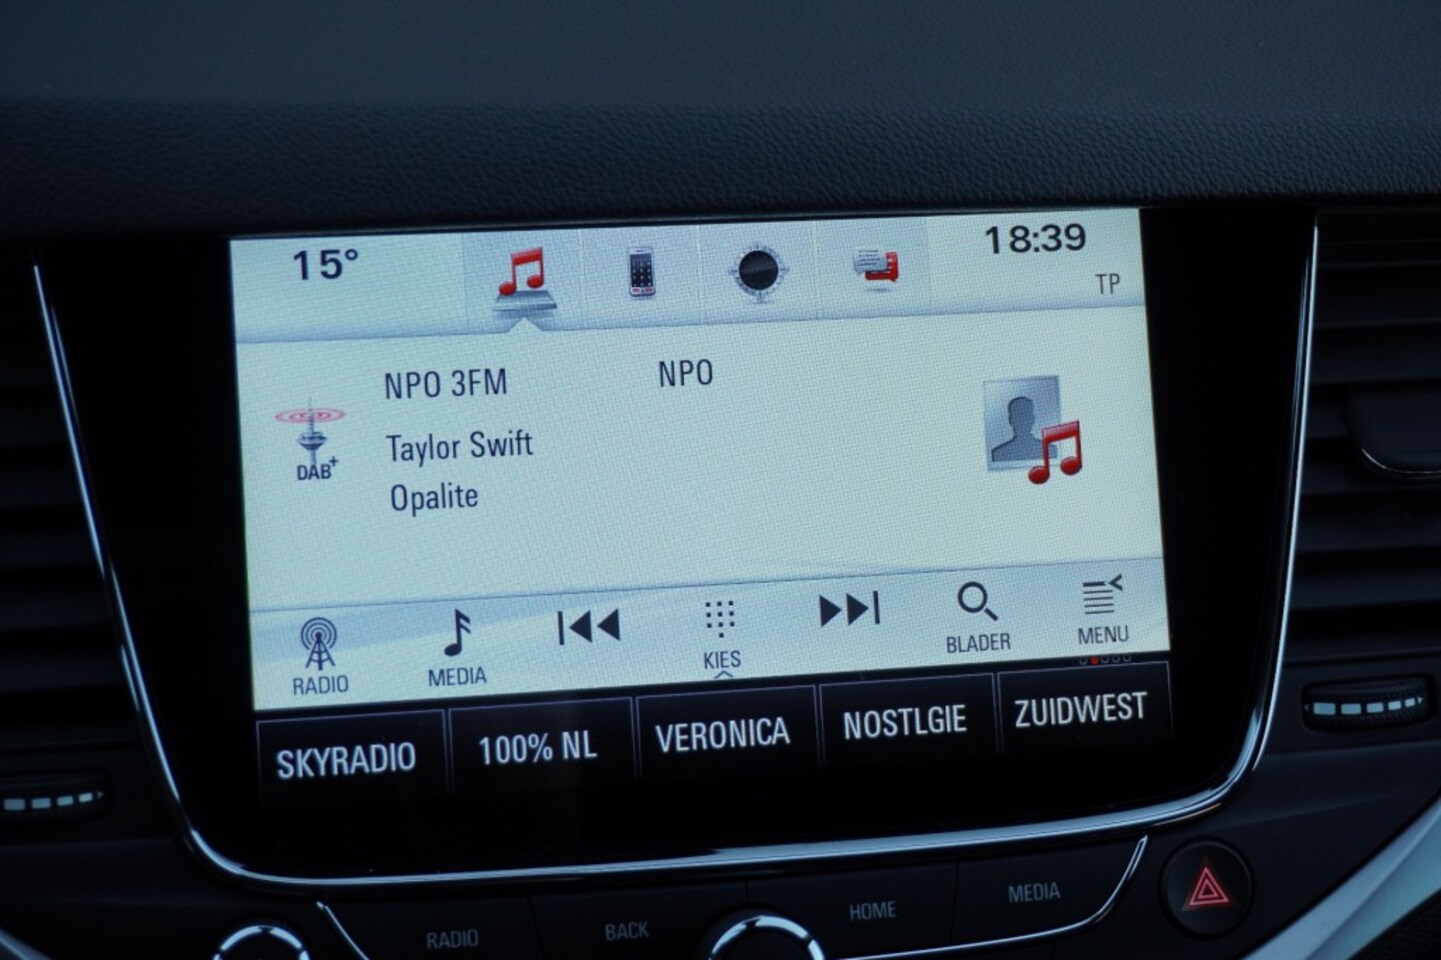 15° 18:39
TP
NPO 3FM NPO
Taylor Swift
DAB+
Opalite
RADIO MEDIA KIES BLADER MENU
SKYRADIO 100% NL VERONICA NOSTLGIE ZUIDWEST
RADIO BACK HOME MEDIA